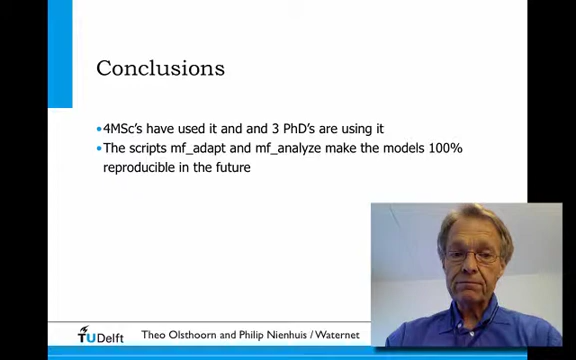 Conclusions
•4MSc's have used it and and 3 PhD's are using it
•The scripts mf_adapt and mf_analyze make the models 100%
reproducible in the future
TUDelft
Theo Olsthoorn and Philip Nienhuis / Waternet